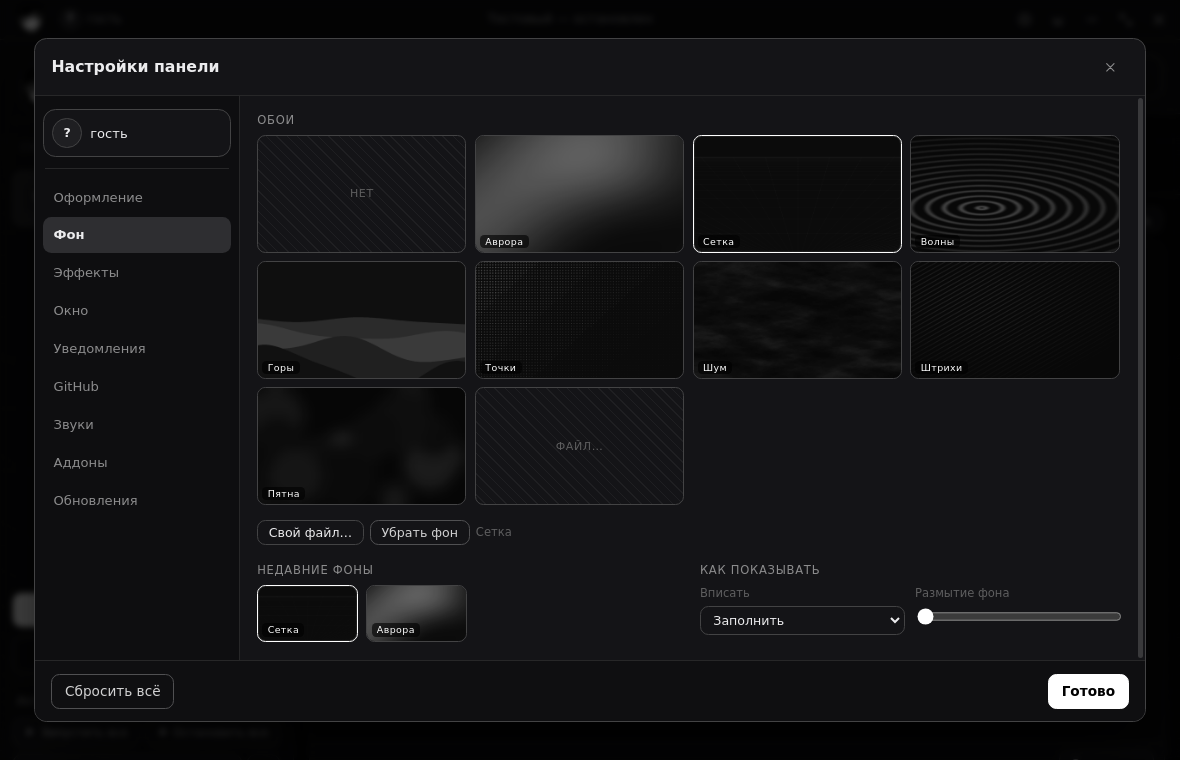 Настройки панели
×
? гость
Оформление
Фон
Эффекты
Окно
Уведомления
GitHub
Звуки
Аддоны
Обновления
ОБОИ
НЕТ
Аврора
Сетка
Волны
Горы
Точки
Шум
Штрихи
Пятна
ФАЙЛ…
Свой файл… Убрать фон Сетка
НЕДАВНИЕ ФОНЫ
Сетка
Аврора
КАК ПОКАЗЫВАТЬ
Вписать
Заполнить
Размытие фона
Сбросить всё
Готово